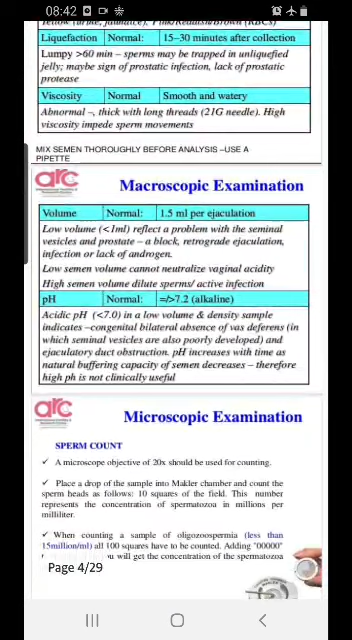 08:42
Yellow (urine, jaundice), Pink/Reddish/Brown (RBCs)
Liquefaction Normal 15–30 minutes after collection
Lumpy >60 min – sperms may be trapped in unliquefied
jelly; maybe sign of prostatic infection, lack of prostatic
protease
Viscosity Normal Smooth and watery
Abnormal –, thick with long threads (21G needle). High
viscosity impede sperm movements
MIX SEMEN THOROUGHLY BEFORE ANALYSIS –USE A
PIPETTE
arc
Macroscopic Examination
Volume Normal: 1.5 ml per ejaculation
Low volume (<1ml) reflect a problem with the seminal
vesicles and prostate – a block, retrograde ejaculation,
infection or lack of androgen.
Low semen volume cannot neutralize vaginal acidity
High semen volume dilute sperms/ active infection
pH Normal: =/>7.2 (alkaline)
Acidic pH (<7.0) in a low volume & density sample
indicates –congenital bilateral absence of vas deferens (in
which seminal vesicles are also poorly developed) and
ejaculatory duct obstruction. pH increases with time as
natural buffering capacity of semen decreases – therefore
high ph is not clinically useful
arc
Microscopic Examination
SPERM COUNT
✓ A microscope objective of 20x should be used for counting.
✓ Place a drop of the sample into Makler chamber and count the
sperm heads as follows: 10 squares of the field. This number
represents the concentration of spermatozoa in millions per
milliliter.
✓ When counting a sample of oligozoospermia (less than
15million/ml) all 100 squares have to be counted. Adding "00000"
you will get the concentration of the spermatozoa
Page 4/29